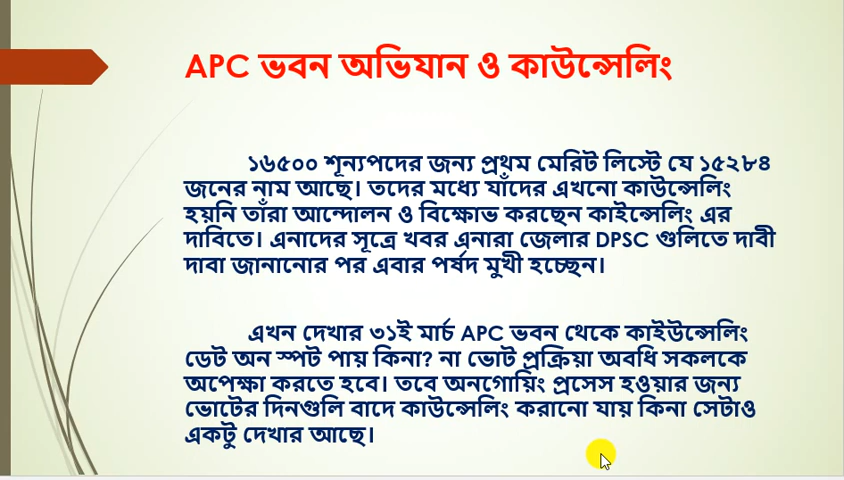 APC ভবন অভিযান ও কাউন্সেলিং
১৬৫০০ শূন্যপদের জন্য প্রথম মেরিট লিস্টে যে ১৫২৮৪
জনের নাম আছে। তদের মধ্যে যাঁদের এখনো কাউন্সেলিং
হয়নি তাঁরা আন্দোলন ও বিক্ষোভ করছেন কাইন্সেলিং এর
দাবিতে। এনাদের সূত্রে খবর এনারা জেলার DPSC গুলিতে দাবী
দাবা জানানোর পর এবার পর্ষদ মুখী হচ্ছেন।
এখন দেখার ৩১ই মার্চ APC ভবন থেকে কাইউন্সেলিং
ডেট অন স্পট পায় কিনা? না ভোট প্রক্রিয়া অবধি সকলকে
অপেক্ষা করতে হবে। তবে অনগোয়িং প্রসেস হওয়ার জন্য
ভোটের দিনগুলি বাদে কাউন্সেলিং করানো যায় কিনা সেটাও
একটু দেখার আছে।